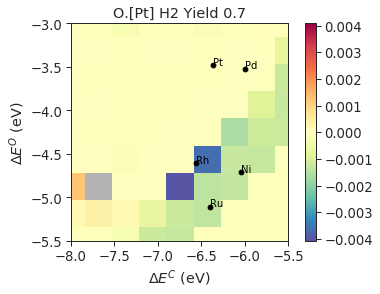 O.[Pt] H2 Yield 0.7
−3.0
−3.5
−4.0
−4.5
−5.0
−5.5
ΔE^O (eV)
Pt
Pd
Rh
Ni
Ru
−8.0 −7.5 −7.0 −6.5 −6.0 −5.5
ΔE^C (eV)
0.004
0.003
0.002
0.001
0.000
−0.001
−0.002
−0.003
−0.004